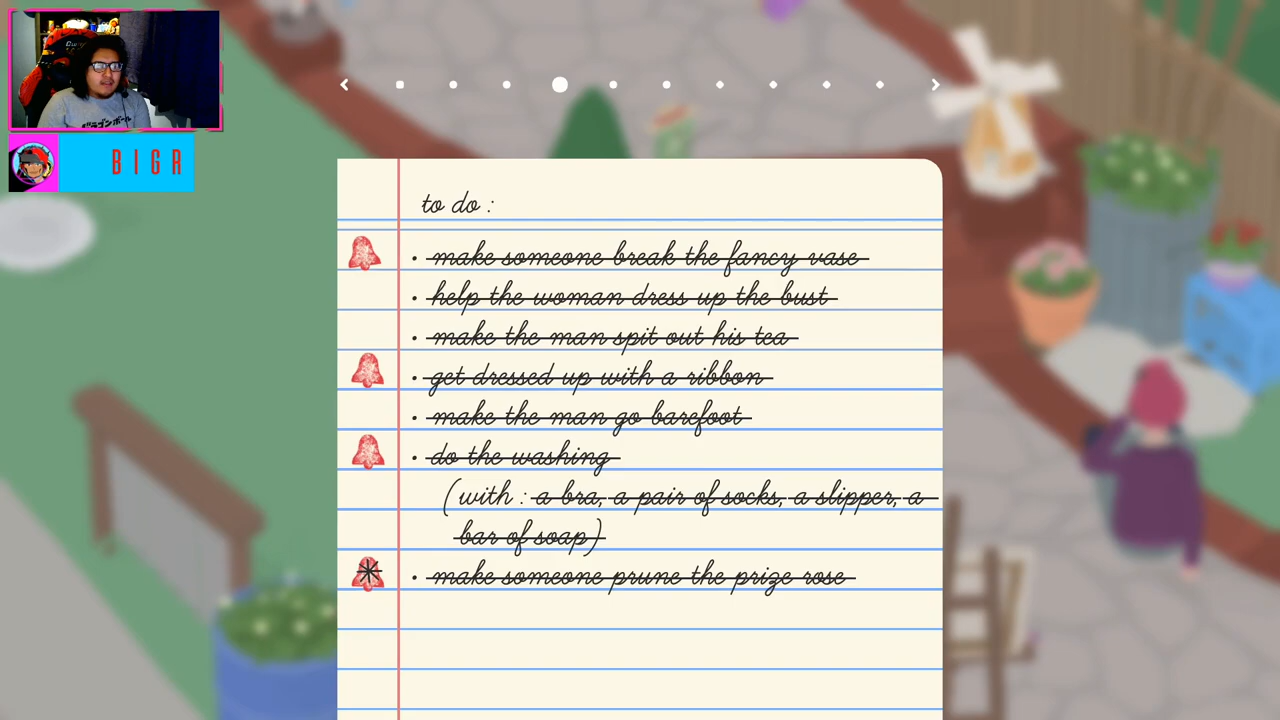 BIGR
to do :
• make someone break the fancy vase
• help the woman dress up the bust
• make the man spit out his tea
• get dressed up with a ribbon
• make the man go barefoot
• do the washing
(with : a bra, a pair of socks, a slipper, a
bar of soap)
• make someone prune the prize rose